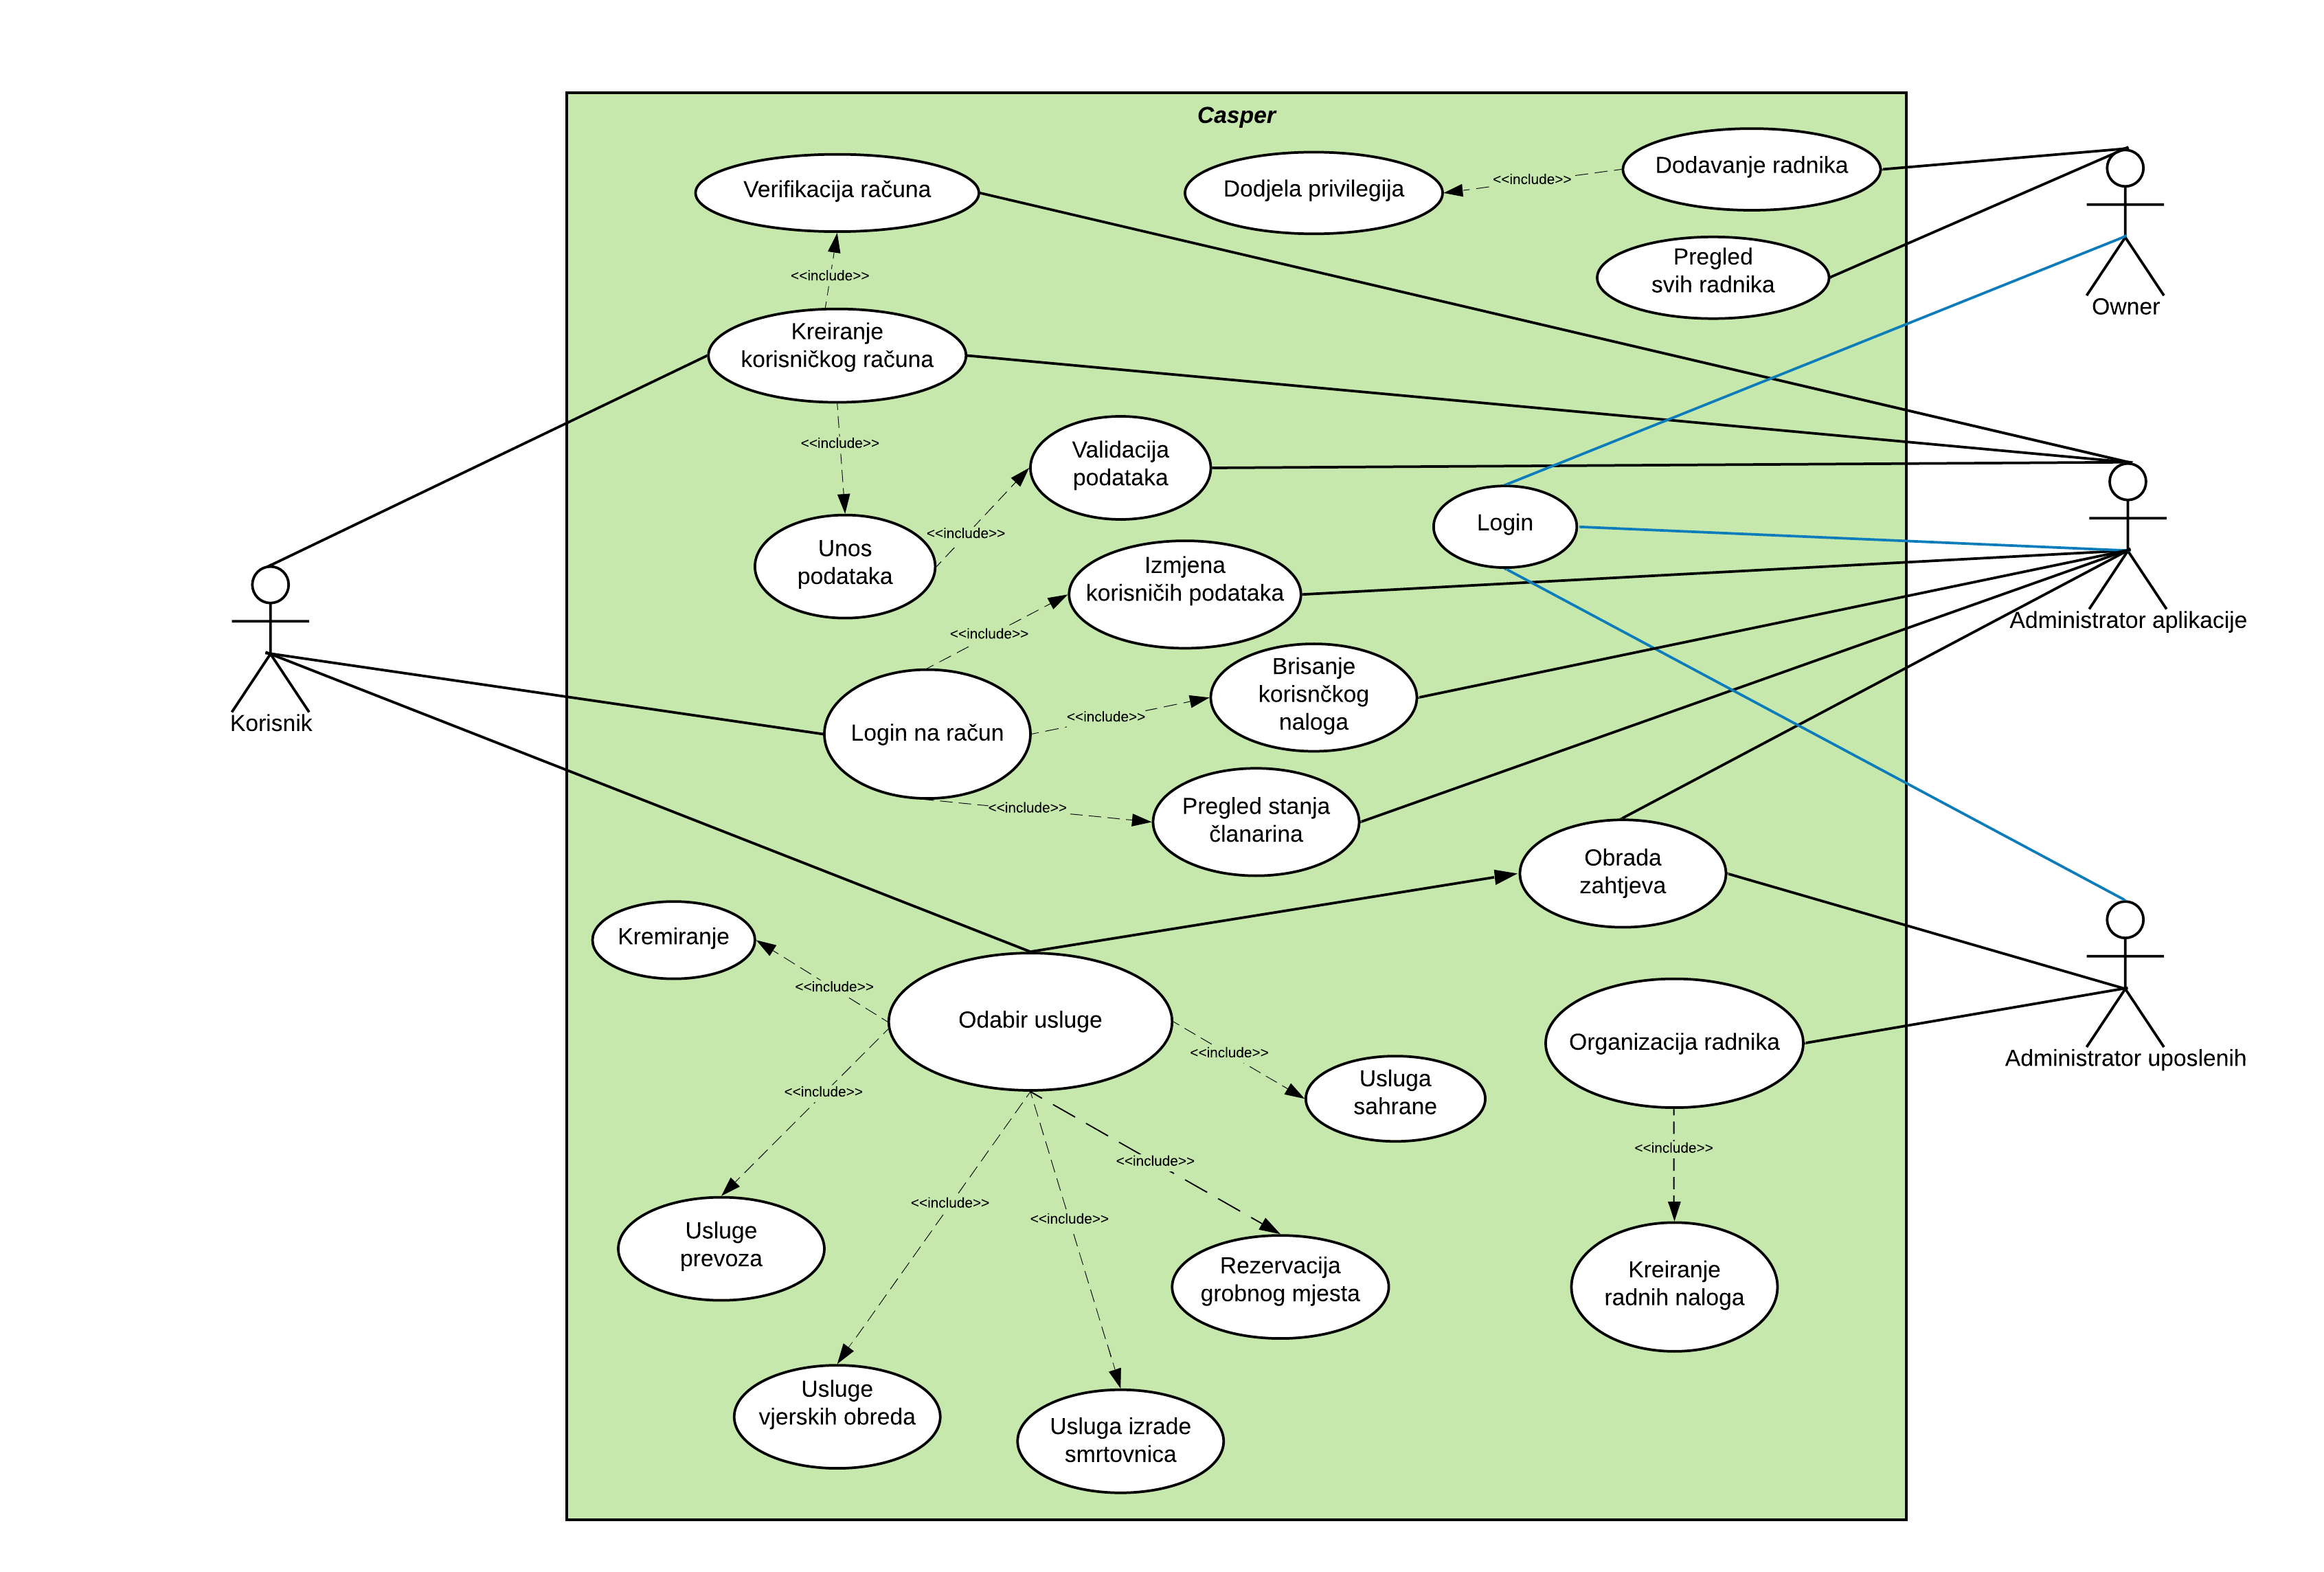 Casper
Verifikacija računa
Dodjela privilegija
<<include>>
Dodavanje radnika
Pregled
svih radnika
Owner
<<include>>
Kreiranje
korisničkog računa
<<include>>
Validacija
podataka
<<include>>
Unos
podataka
Login
Izmjena
korisničih podataka
Administrator aplikacije
<<include>>
Korisnik
Login na račun
<<include>>
Brisanje
korisnčkog
naloga
<<include>>
Pregled stanja
članarina
Obrada
zahtjeva
Kremiranje
<<include>>
Odabir usluge
<<include>>
Organizacija radnika
Administrator uposlenih
<<include>>
Usluga
sahrane
<<include>>
<<include>>
<<include>>
<<include>>
Usluge
prevoza
Rezervacija
grobnog mjesta
Kreiranje
radnih naloga
Usluge
vjerskih obreda
Usluga izrade
smrtovnica